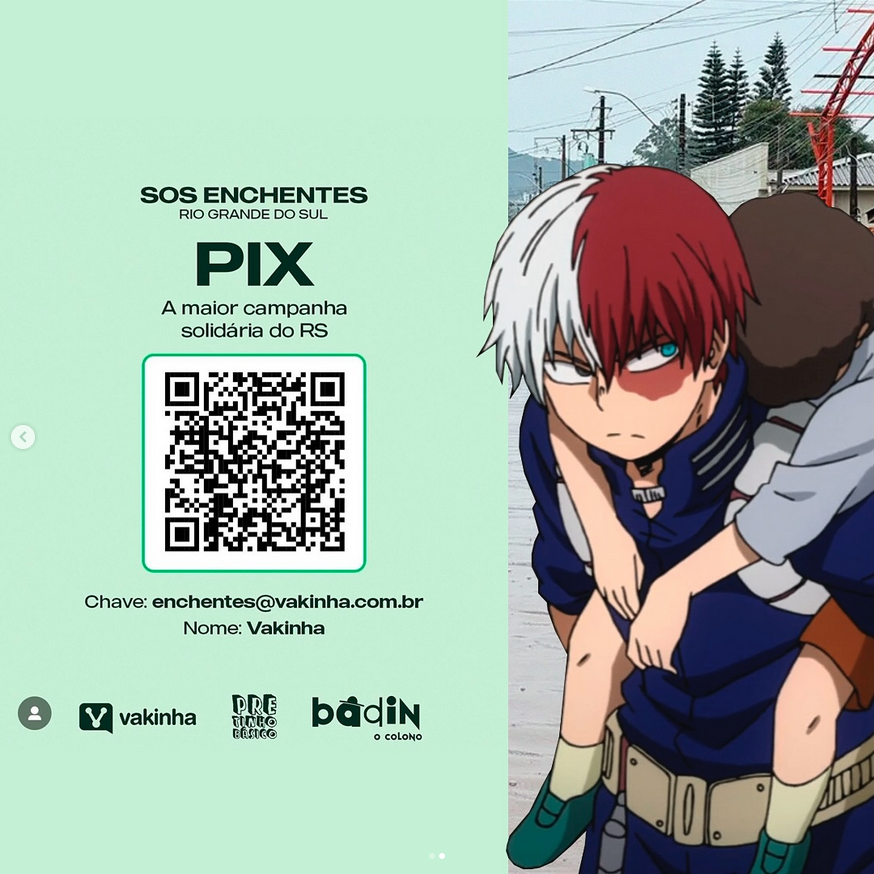 SOS ENCHENTES
RIO GRANDE DO SUL
PIX
A maior campanha
solidária do RS
Chave: enchentes@vakinha.com.br
Nome: Vakinha
vakinha
PRE
TINHO
BÁSICO
badin
O COLONO